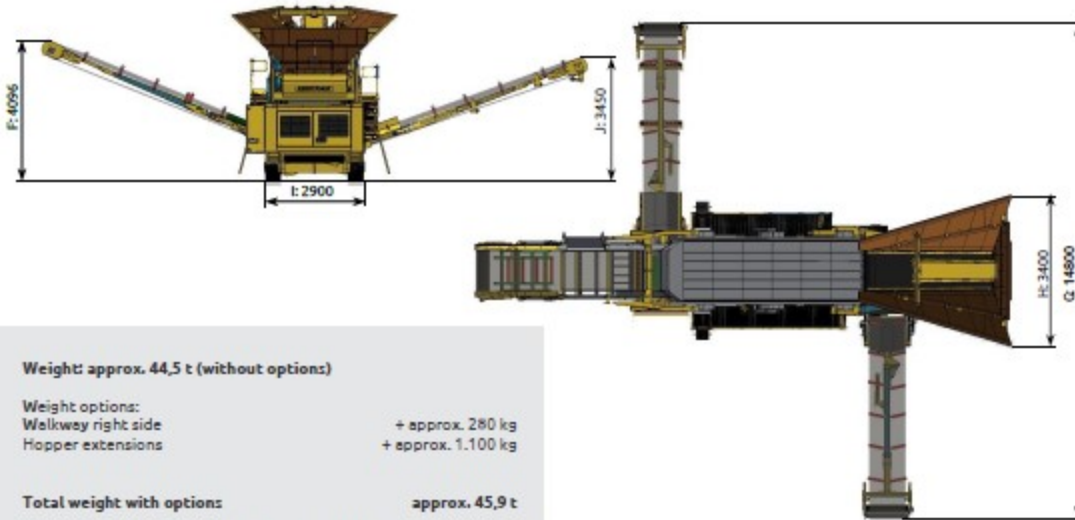 F: 4096
J: 3450
I: 2900
H: 3400
Q: 14800
Weight: approx. 44,5 t (without options)
Weight options:
Walkway right side + approx. 280 kg
Hopper extensions + approx. 1.100 kg
Total weight with options approx. 45,9 t